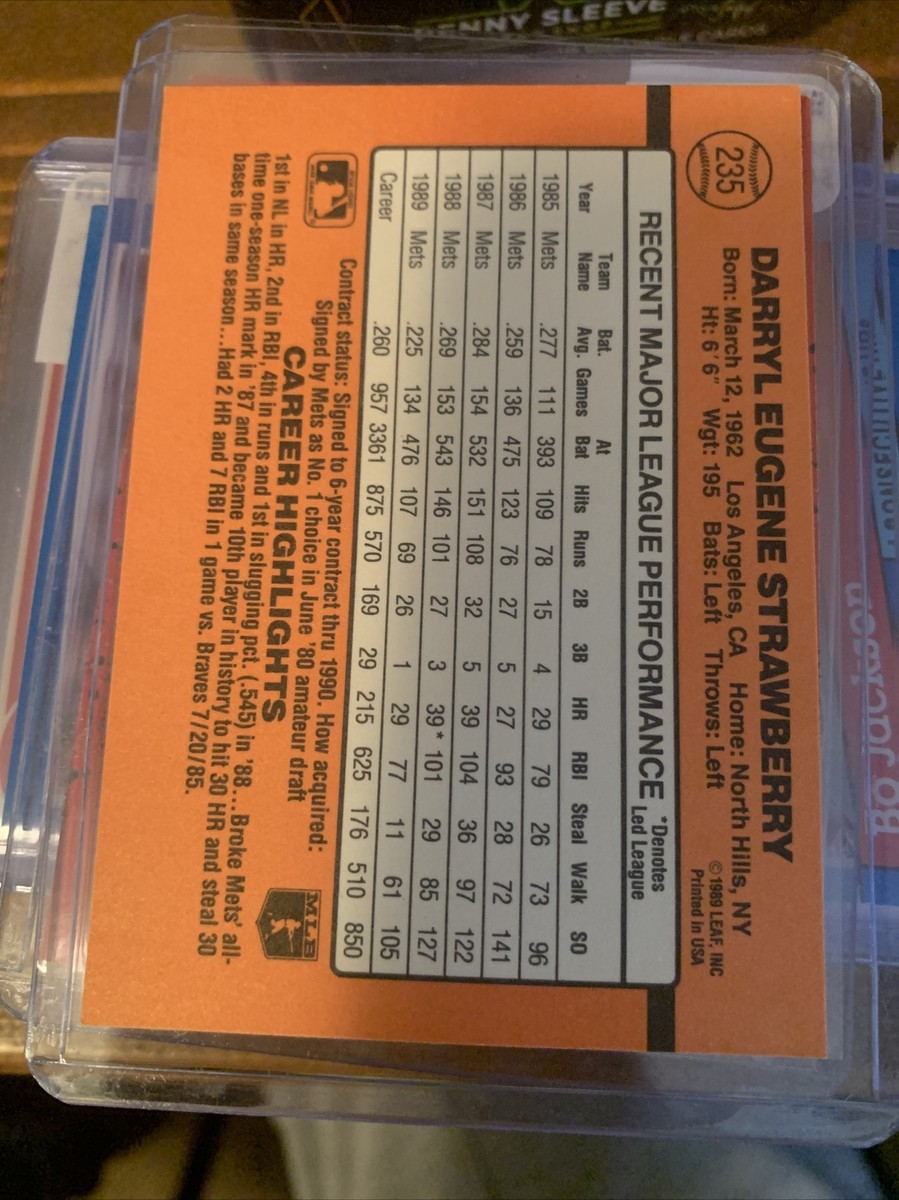 PENNY SLEEVE
235
DARRYL EUGENE STRAWBERRY
Born: March 12, 1962 Los Angeles, CA Home: North Hills, NY
Ht: 6'6" Wgt: 195 Bats: Left Throws: Left
© 1989 LEAF, INC
Printed in USA
RECENT MAJOR LEAGUE PERFORMANCE
*Denotes
Led League
Year Team Name Bat. Avg. Games At Bat Hits Runs 2B 3B HR RBI Steal Walk SO
1985 Mets .277 111 393 109 78 15 4 29 79 26 73 96
1986 Mets .259 136 475 123 76 27 5 27 93 28 72 141
1987 Mets .284 154 532 151 108 32 5 39 104 36 97 122
1988 Mets .269 153 543 146 101 27 3 39* 101 29 85 127
1989 Mets .225 134 476 107 69 26 1 29 77 11 61 105
Career .260 957 3361 875 570 169 29 215 625 176 510 850
Contract status: Signed to 6-year contract thru 1990. How acquired:
Signed by Mets as No. 1 choice in June '80 amateur draft
MLB
CAREER HIGHLIGHTS
1st in NL in HR, 2nd in RBI, 4th in runs and 1st in slugging pct. (.545) in '88...Broke Mets' all-
time one-season HR mark in '87 and became 10th player in history to hit 30 HR and steal 30
bases in same season...Had 2 HR and 7 RBI in 1 game vs. Braves 7/20/85.
Bo Jackson